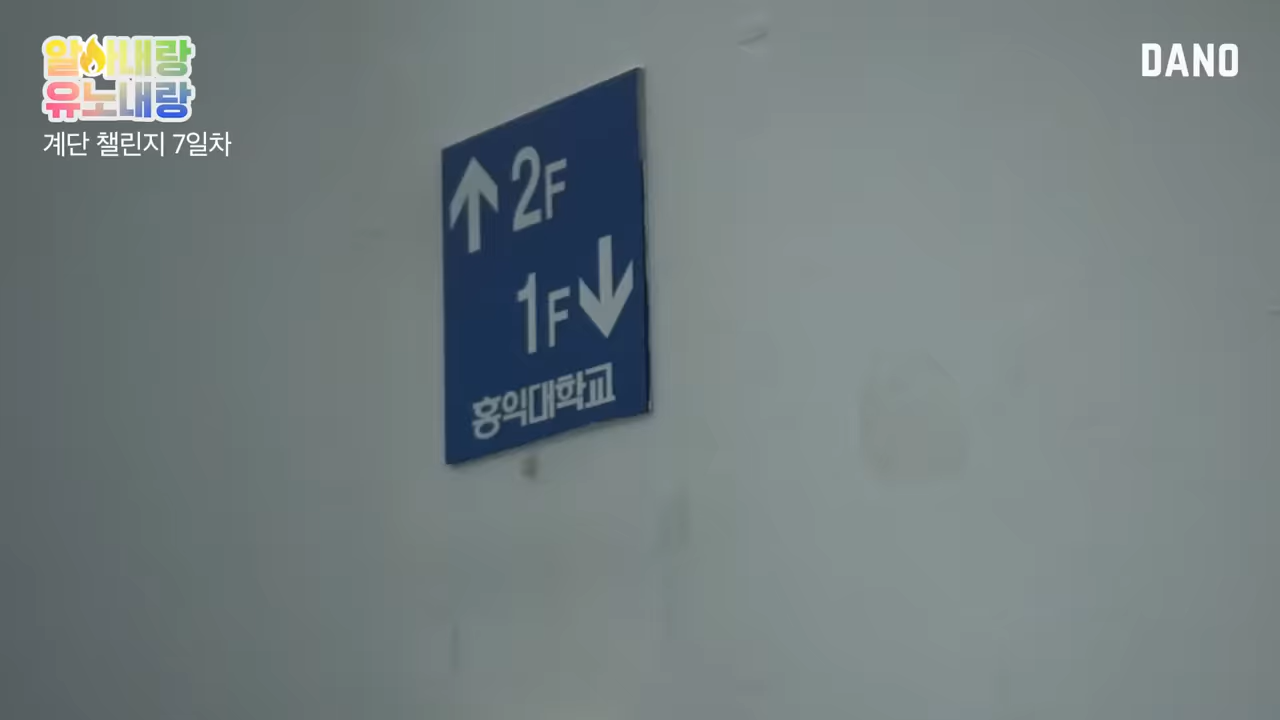 알아내랑
유노내랑
계단 챌린지 7일차
DANO
↑ 2F
1F ↓
홍익대학교